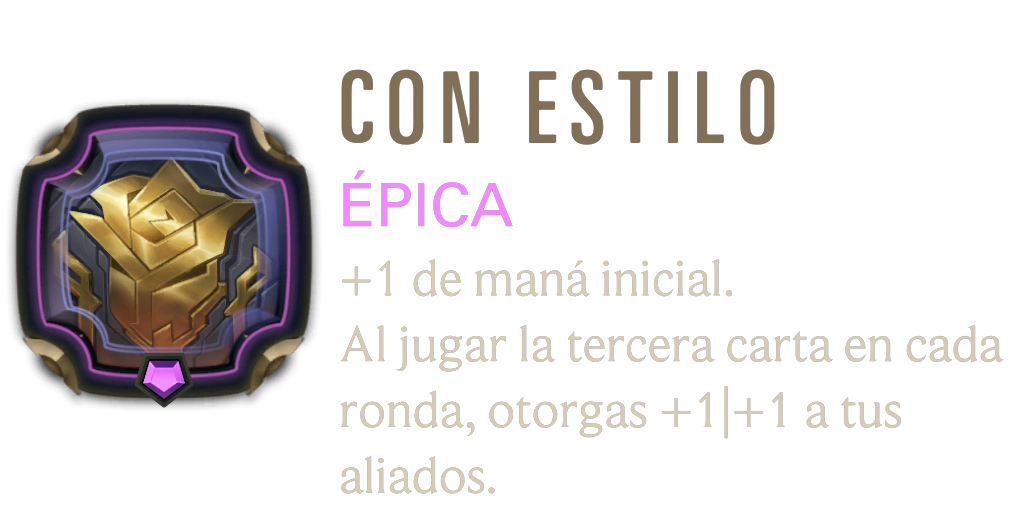 CON ESTILO
ÉPICA
+1 de maná inicial.
Al jugar la tercera carta en cada
ronda, otorgas +1|+1 a tus
aliados.